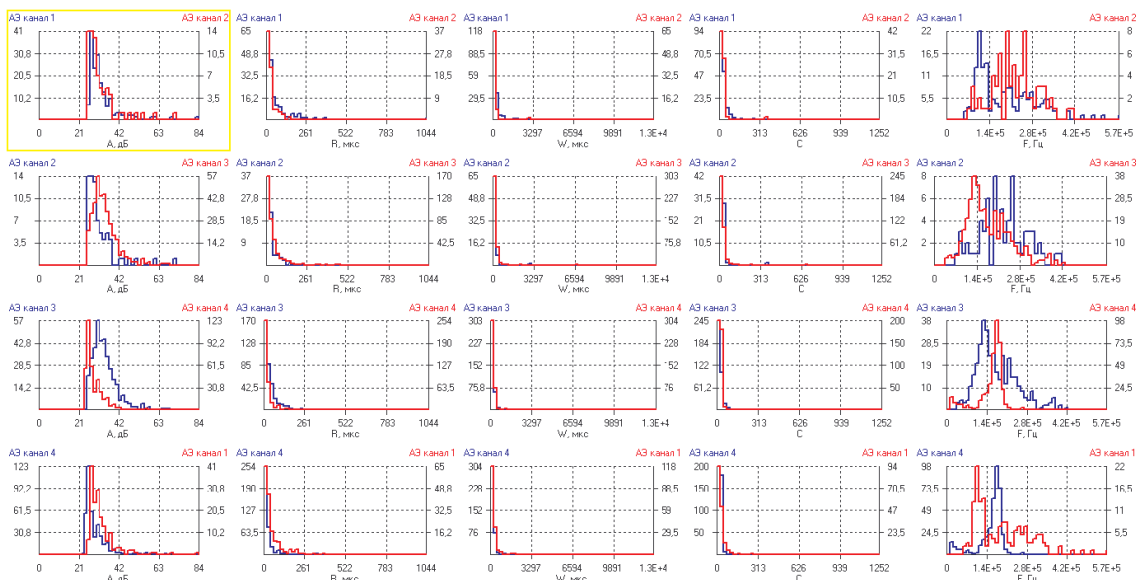 АЭ канал 1 АЭ канал 2 АЭ канал 1 АЭ канал 2 АЭ канал 1 АЭ канал 2 АЭ канал 1 АЭ канал 2 АЭ канал 1 АЭ канал 2
41 14 65 37 118 65 94 42 22 8
30,8 10,5 48,8 27,8 88,5 48,8 70,5 31,5 16,5 6
20,5 7 32,5 18,5 59 32,5 47 21 11 4
10,2 3,5 16,2 9 29,5 16,2 23,5 10,5 5,5 2
0 21 42 63 84 0 261 522 783 1044 0 3297 6594 9891 1.3E+4 0 313 626 939 1252 0 1.4E+5 2.8E+5 4.2E+5 5.7E+5
A, дБ R, мкс W, мкс C F, Гц
АЭ канал 2 АЭ канал 3 АЭ канал 2 АЭ канал 3 АЭ канал 2 АЭ канал 3 АЭ канал 2 АЭ канал 3 АЭ канал 2 АЭ канал 3
14 57 37 170 65 303 42 245 8 38
10,5 42,8 27,8 128 48,8 227 31,5 184 6 28,5
7 28,5 18,5 85 32,5 -52 21 122 4 19
3,5 14,2 9 42,5 16,2 75,8 10,5 61,2 2 10
0 21 42 63 84 0 261 522 783 1044 0 3297 6594 9891 1.3E+4 0 313 626 939 1252 0 1.4E+5 2.8E+5 4.2E+5 5.7E+5
A, дБ R, мкс W, мкс C F, Гц
АЭ канал 3 АЭ канал 4 АЭ канал 3 АЭ канал 4 АЭ канал 3 АЭ канал 4 АЭ канал 3 АЭ канал 4 АЭ канал 3 АЭ канал 4
57 123 170 254 303 304 245 200 38 98
42,8 92,2 128 190 227 228 184 150 28,5 73,5
28,5 61,5 85 127 152 52 122 100 19 49
14,2 30,8 42,5 63,5 75,8 76 61,2 50 10 24,5
0 21 42 63 84 0 261 522 783 1044 0 3297 6594 9891 1.3E+4 0 313 626 939 1252 0 1.4E+5 2.8E+5 4.2E+5 5.7E+5
A, дБ R, мкс W, мкс C F, Гц
АЭ канал 4 АЭ канал 1 АЭ канал 4 АЭ канал 1 АЭ канал 4 АЭ канал 1 АЭ канал 4 АЭ канал 1 АЭ канал 4 АЭ канал 1
123 41 254 65 304 118 200 94 98 22
92,2 30,8 190 48,8 228 88,5 150 70,5 73,5 16,5
61,5 20,5 127 32,5 152 59 100 47 49 11
30,8 10,2 63,5 16,2 76 29,5 50 23,5 24,5 5,5
0 21 42 63 84 0 261 522 783 1044 0 3297 6594 9891 1.3E+4 0 313 626 939 1252 0 1.4E+5 2.8E+5 4.2E+5 5.7E+5
A, дБ R, мкс W, мкс C F, Гц